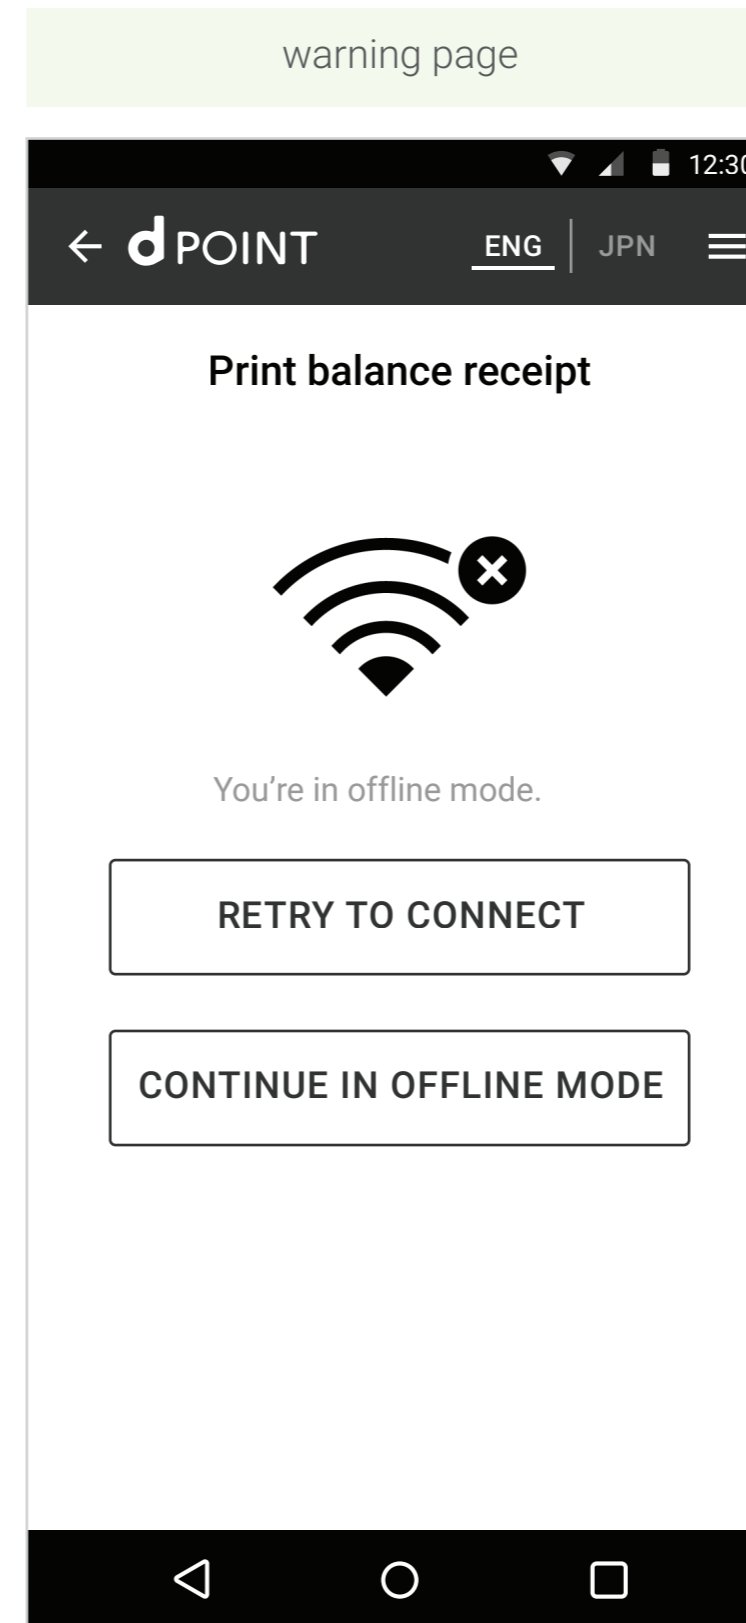 warning page
12:30
d POINT ENG JPN
Print balance receipt
You're in offline mode.
RETRY TO CONNECT
CONTINUE IN OFFLINE MODE